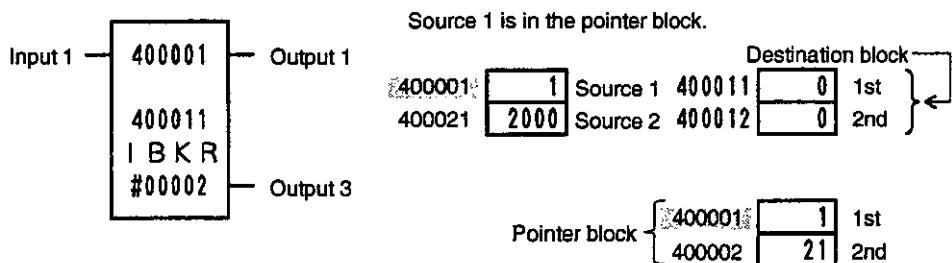 Source 1 is in the pointer block.
Input 1
400001
Output 1
400011
IBKR
#00002
Output 3
Destination block
400001 1 Source 1 400011 0 1st
400021 2000 Source 2 400012 0 2nd
Pointer block
400001 1 1st
400002 21 2nd